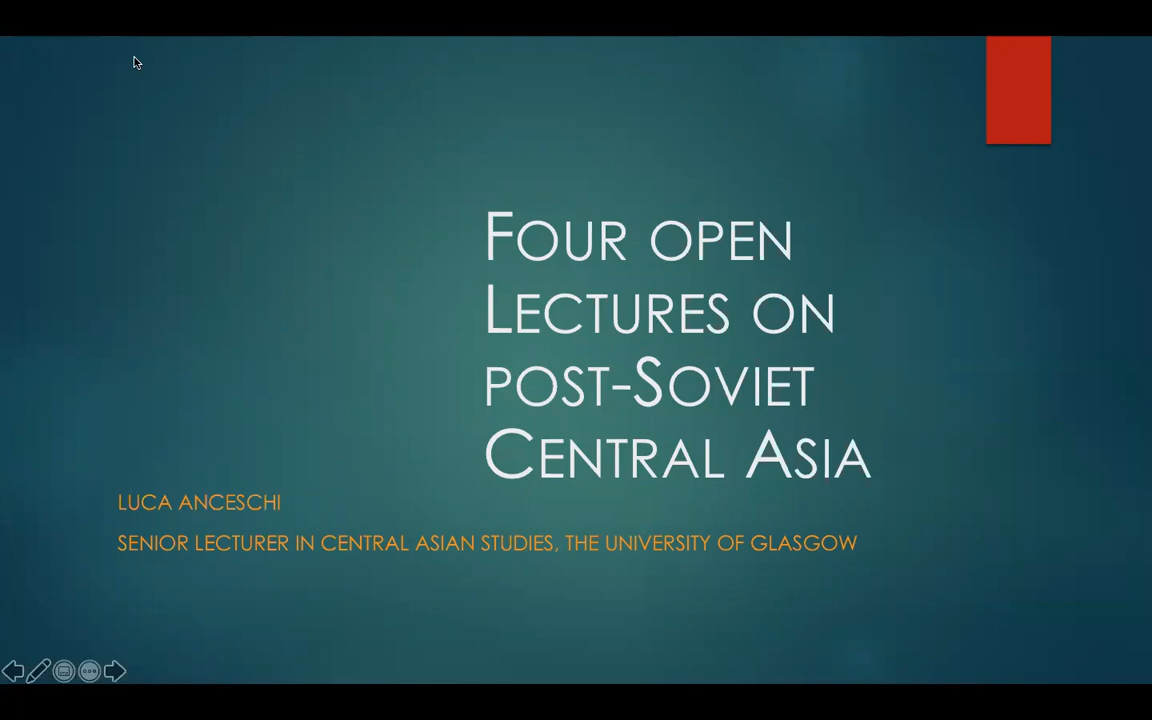 Four open
Lectures on
post-Soviet
Central Asia
LUCA ANCESCHI
SENIOR LECTURER IN CENTRAL ASIAN STUDIES, THE UNIVERSITY OF GLASGOW